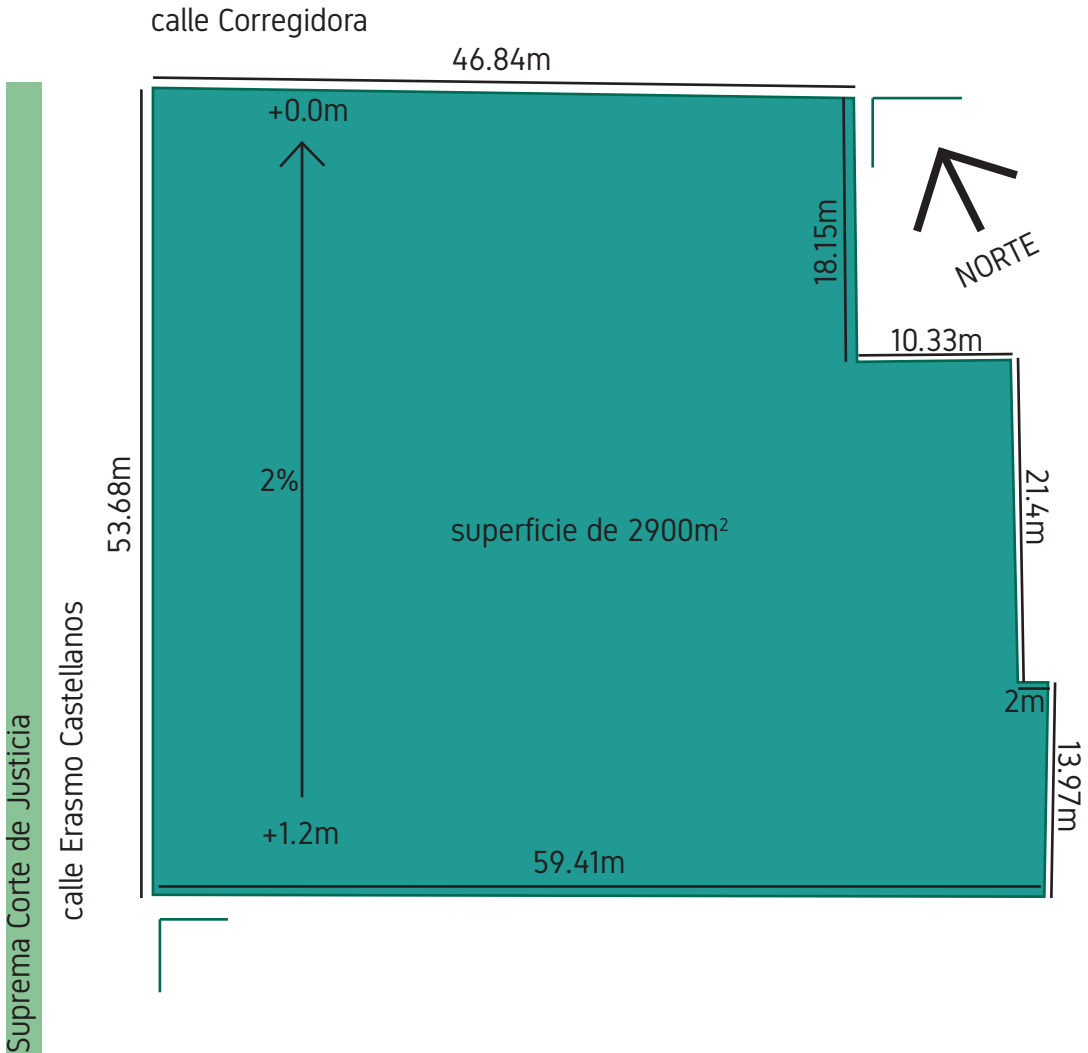 calle Corregidora
46.84m
+0.0m
18.15m
NORTE
10.33m
2%
53.68m
superficie de 2900m²
21.4m
calle Erasmo Castellanos
Suprema Corte de Justicia
2m
13.97m
+1.2m
59.41m